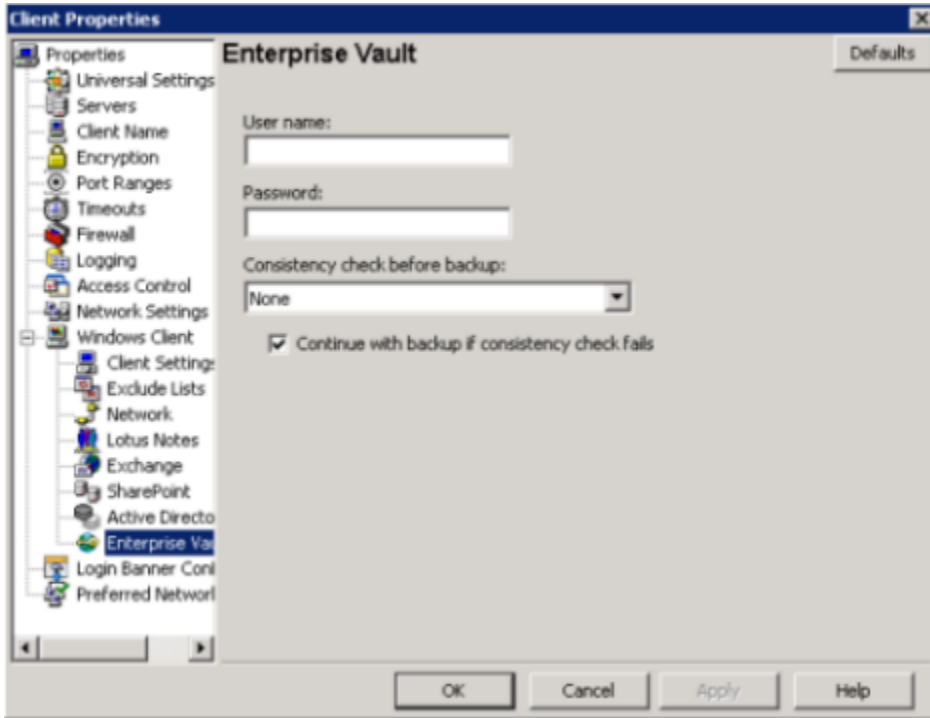 Client Properties
Properties
Universal Settings
Servers
Client Name
Encryption
Port Ranges
Timeouts
Firewall
Logging
Access Control
Network Settings
Windows Client
Client Setting
Exclude Lists
Network
Lotus Notes
Exchange
SharePoint
Active Directo
Enterprise Va
Login Banner Con
Preferred Networ
Enterprise Vault
Defaults
User name:
Password:
Consistency check before backup:
None
Continue with backup if consistency check fails
OK
Cancel
Apply
Help